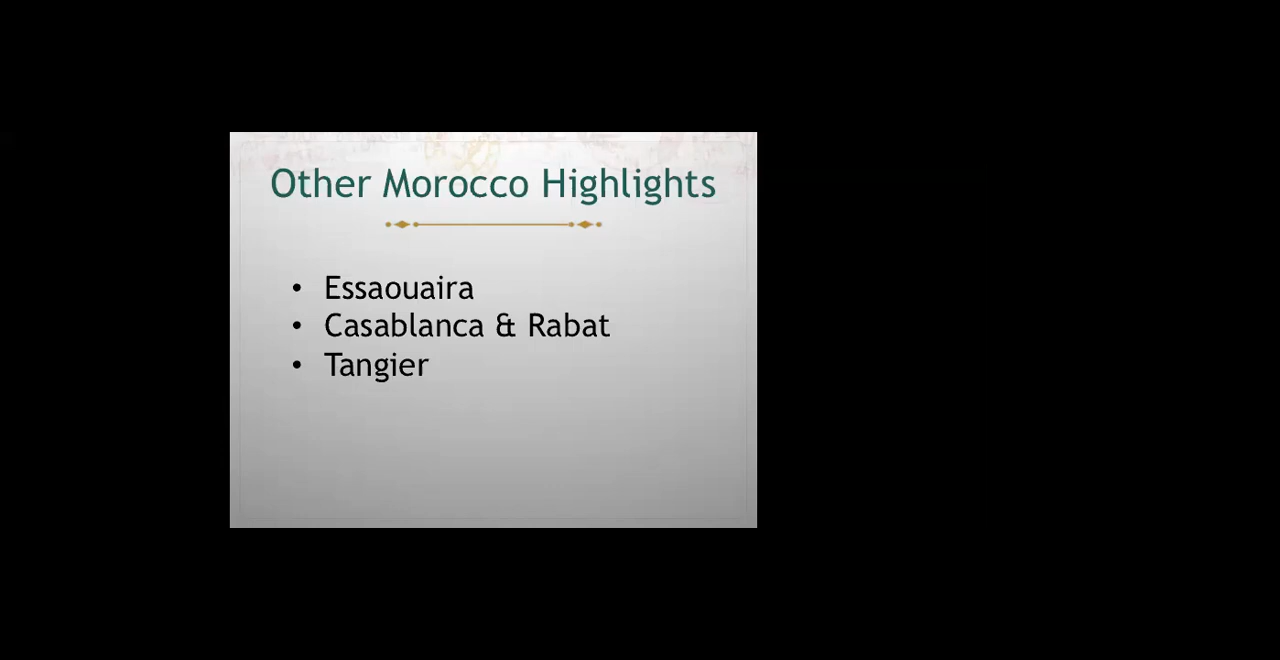 Other Morocco Highlights
• Essaouaira
• Casablanca & Rabat
• Tangier